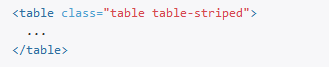 <table class="table table-striped">
  ...
</table>